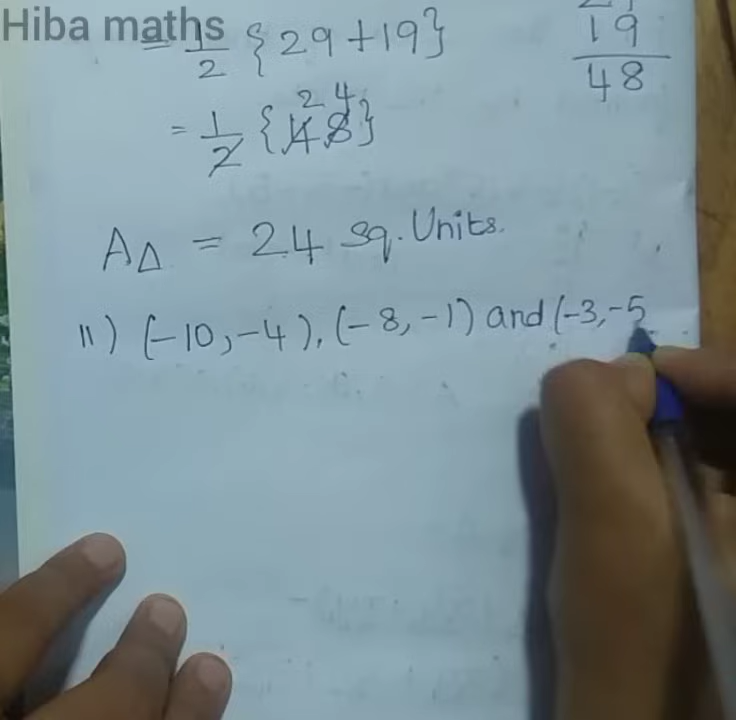 Hiba maths
= 1/2 {29+19}
19
48
= 1/2 {48}
24
A△ = 24 Sq. Units.
11) (-10,-4), (-8,-1) and (-3,-5